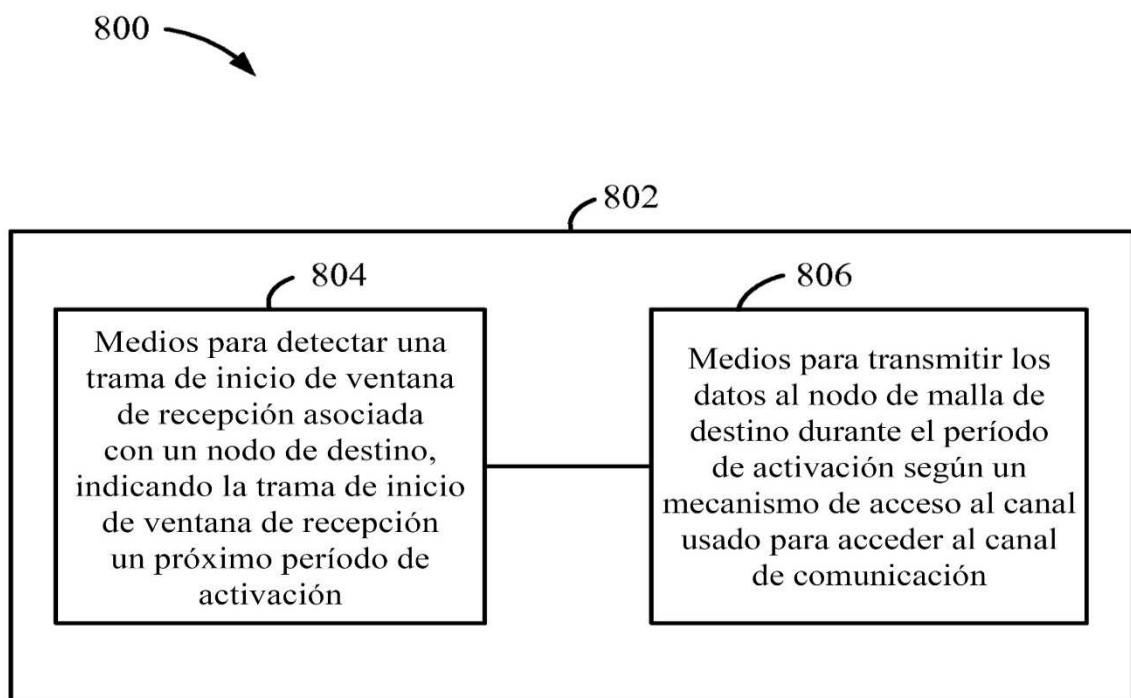 800
802
804
Medios para detectar una
trama de inicio de ventana
de recepción asociada
con un nodo de destino,
indicando la trama de inicio
de ventana de recepción
un próximo período de
activación
806
Medios para transmitir los
datos al nodo de malla de
destino durante el período
de activación según un
mecanismo de acceso al canal
usado para acceder al canal
de comunicación